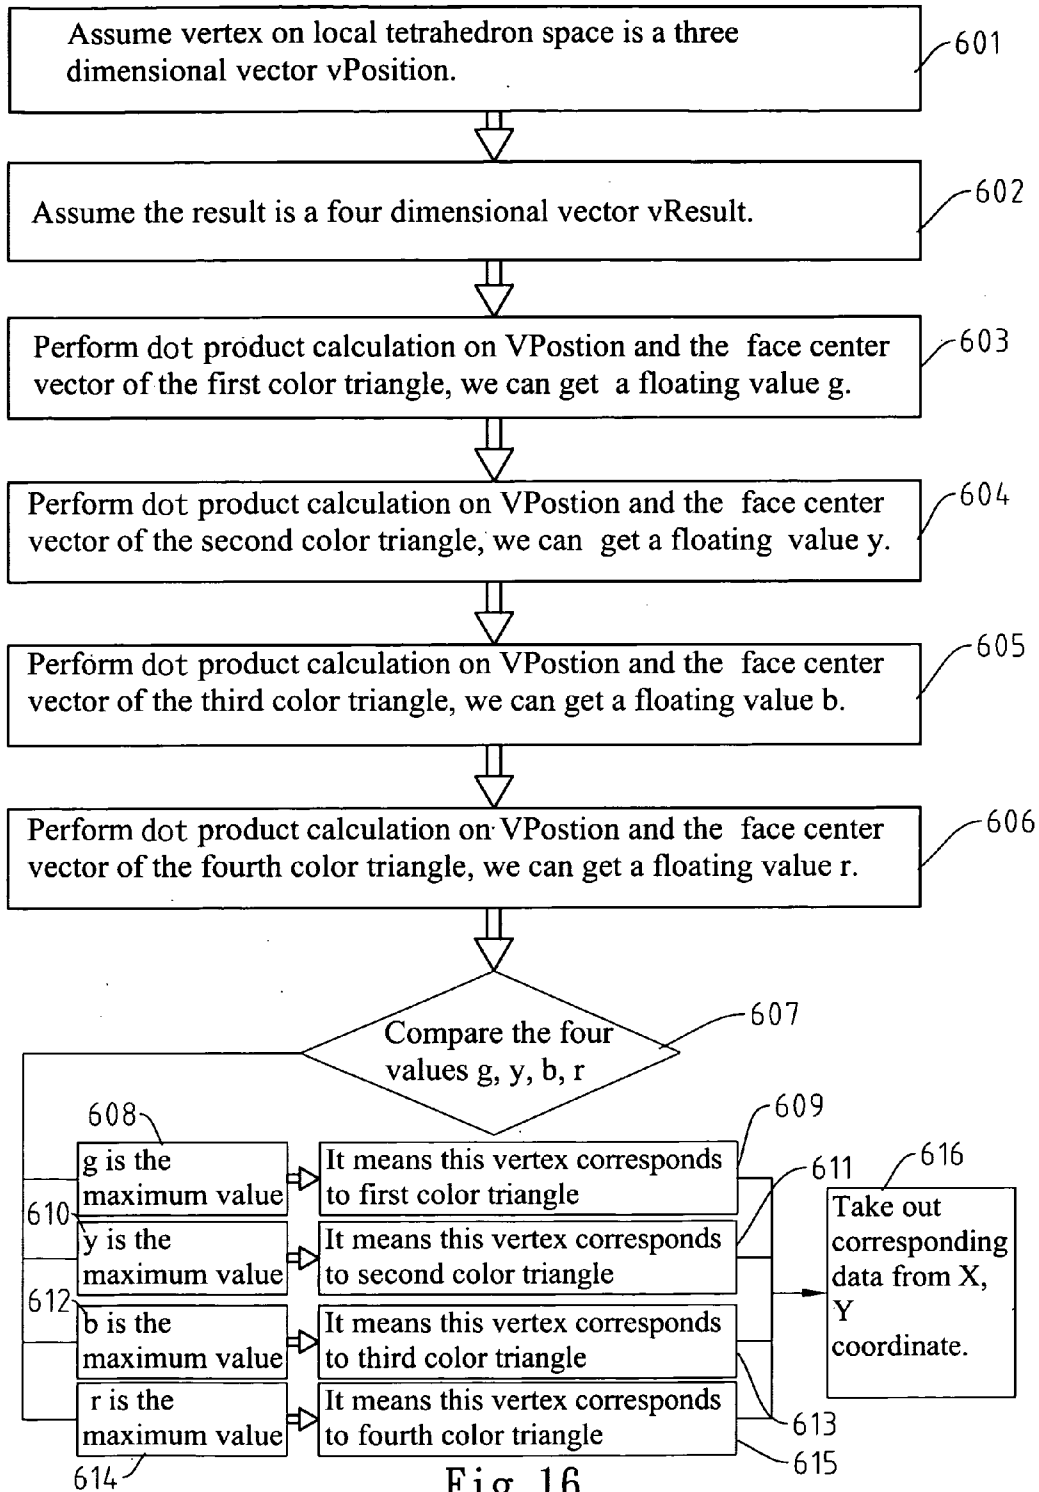 Assume vertex on local tetrahedron space is a three
dimensional vector vPosition.
601
Assume the result is a four dimensional vector vResult.
602
Perform dot product calculation on VPostion and the face center
vector of the first color triangle, we can get a floating value g.
603
Perform dot product calculation on VPostion and the face center
vector of the second color triangle, we can get a floating value y.
604
Perform dot product calculation on VPostion and the face center
vector of the third color triangle, we can get a floating value b.
605
Perform dot product calculation on VPostion and the face center
vector of the fourth color triangle, we can get a floating value r.
606
Compare the four
values g, y, b, r
607
608
g is the
maximum value
It means this vertex corresponds
to first color triangle
609
610
y is the
maximum value
It means this vertex corresponds
to second color triangle
611
612
b is the
maximum value
It means this vertex corresponds
to third color triangle
613
r is the
maximum value
614
It means this vertex corresponds
to fourth color triangle
615
616
Take out
corresponding
data from X,
Y
coordinate.
Fig 16